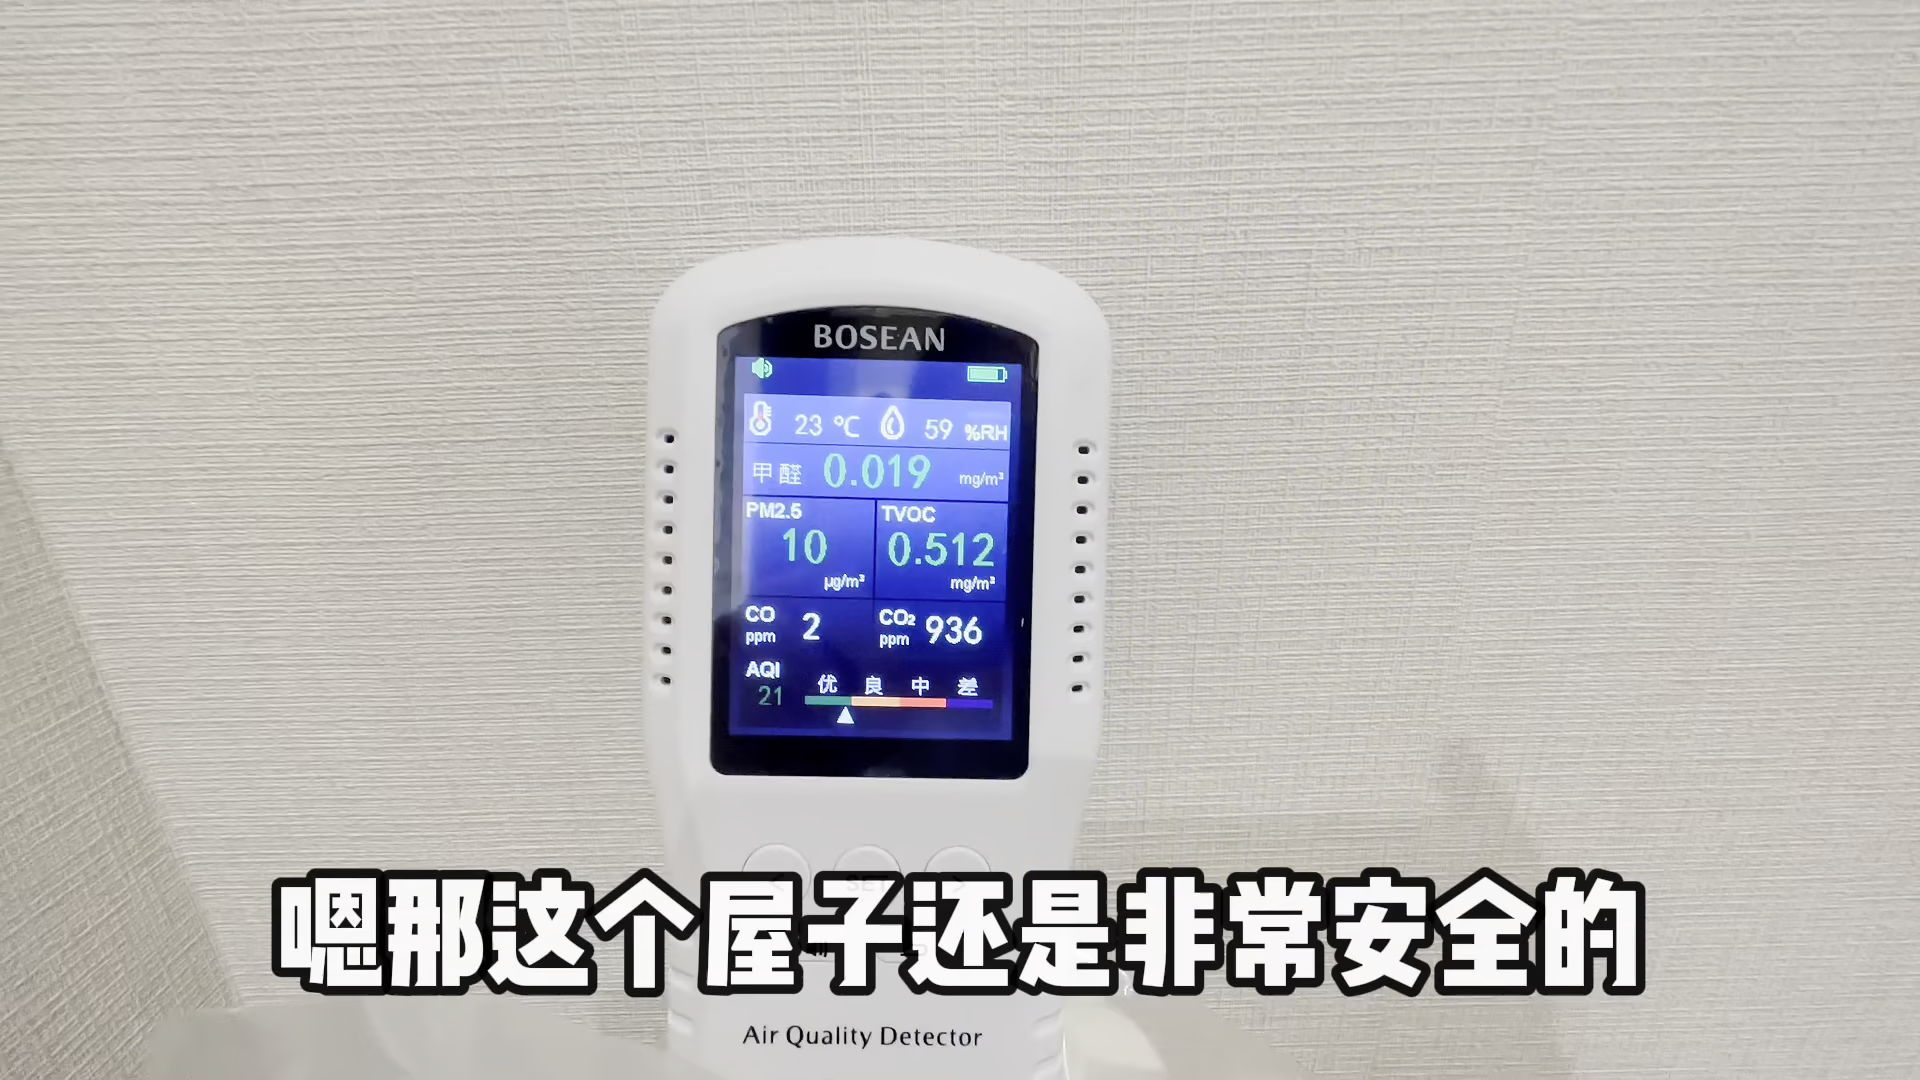 BOSEAN
23 ℃ 59 %RH
甲醛 0.019 mg/m³
PM2.5 TVOC
10 0.512
µg/m³ mg/m³
CO ppm 2 CO₂ ppm 936
AQI 优 良 中 差
21
SET
嗯那这个屋子还是非常安全的
Air Quality Detector